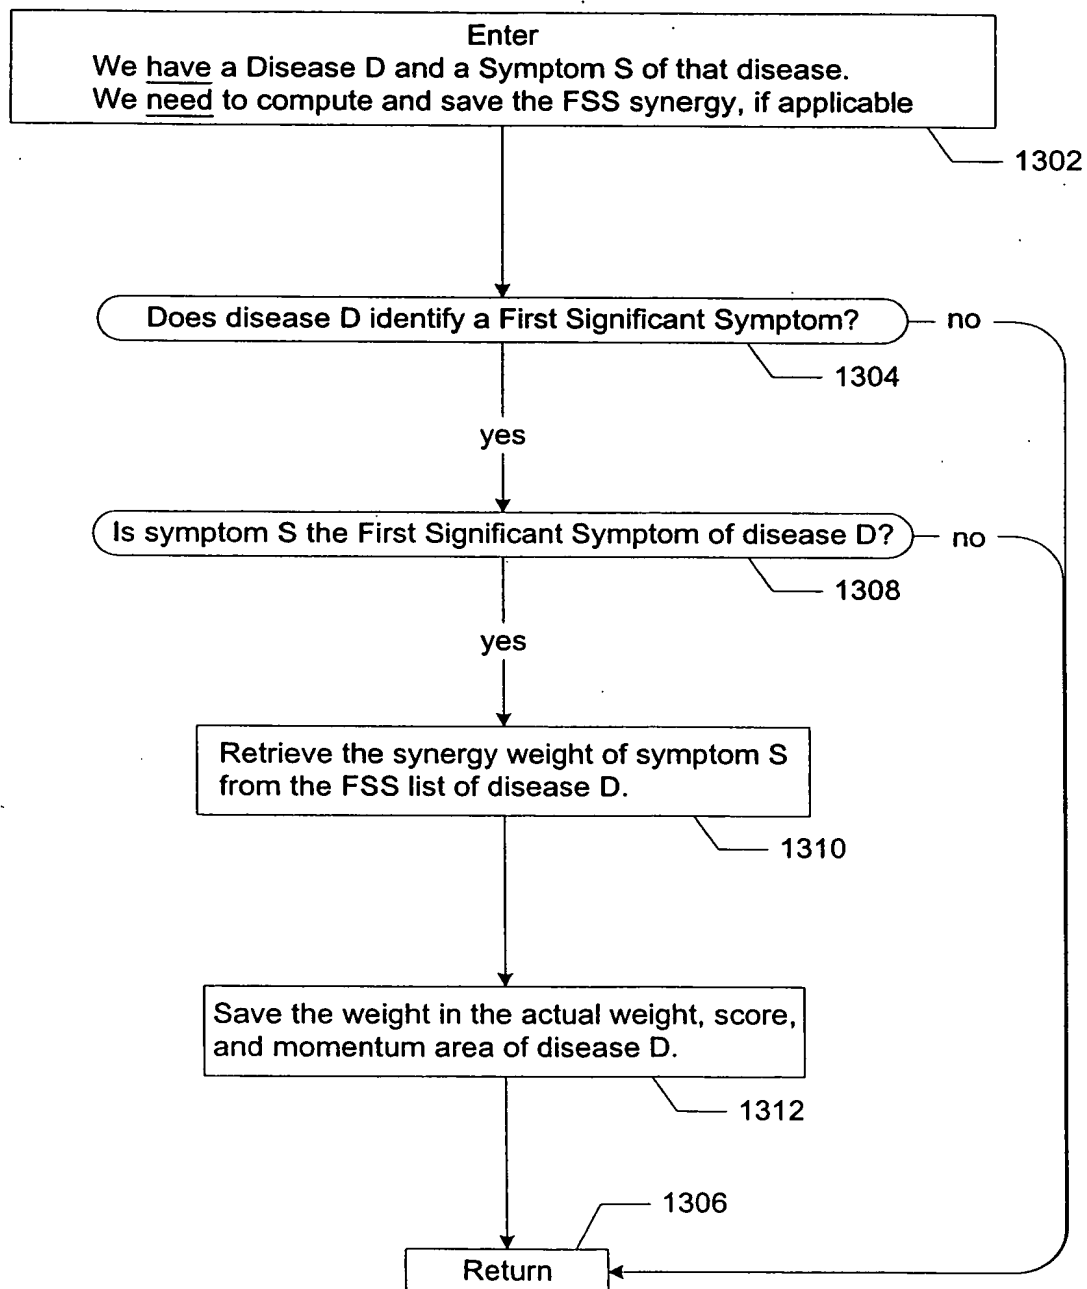 Enter
We have a Disease D and a Symptom S of that disease.
We need to compute and save the FSS synergy, if applicable
1302
Does disease D identify a First Significant Symptom?
no
1304
yes
Is symptom S the First Significant Symptom of disease D?
no
1308
yes
Retrieve the synergy weight of symptom S
from the FSS list of disease D.
1310
Save the weight in the actual weight, score,
and momentum area of disease D.
1312
1306
Return